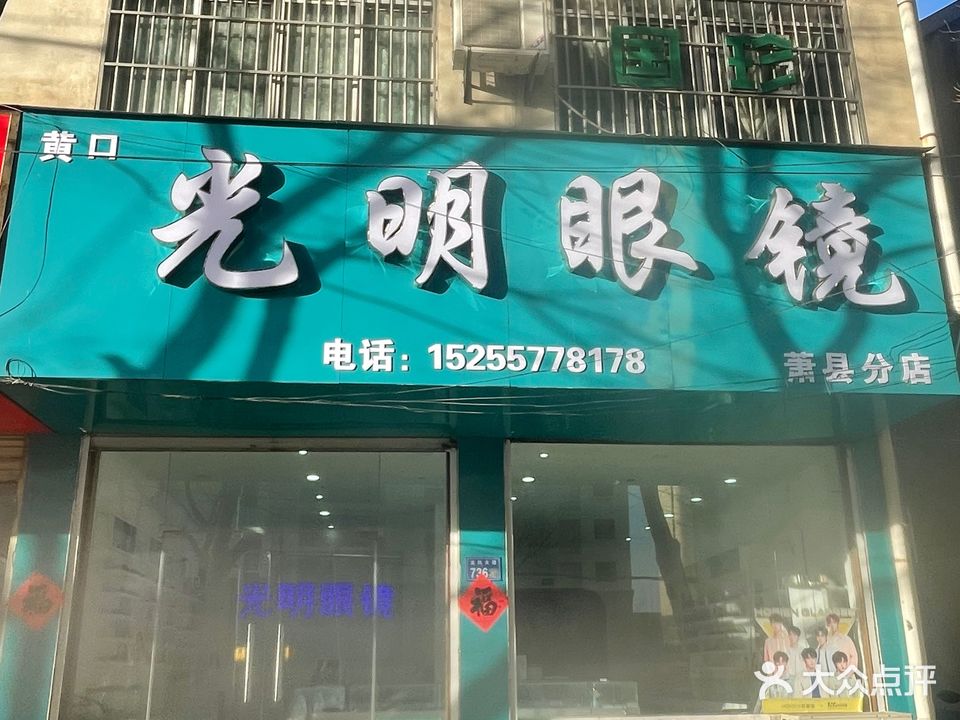 黄口
光明眼镜
电话：15255778178
萧县分店
光明眼镜
736
福
福
大众点评